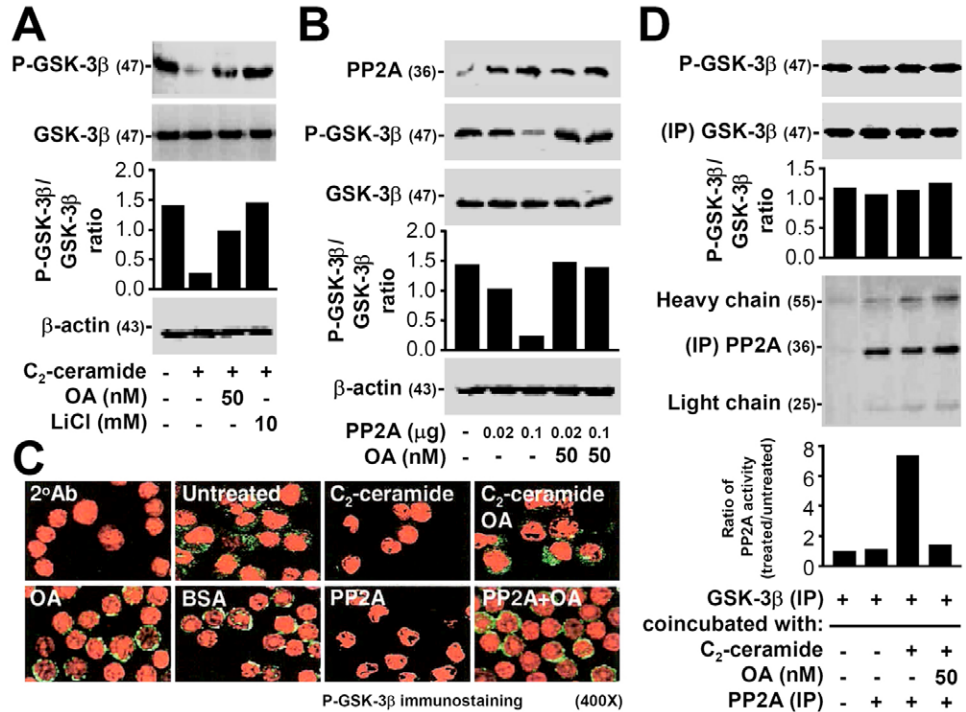 A
P-GSK-3β (47)-
GSK-3β (47)-
P-GSK-3β/
GSK-3β
ratio
2.0
1.5
1.0
0.5
0.0
β-actin (43)-
C₂-ceramide - + + +
OA (nM) - - 50 -
LiCl (mM) - - - 10
B
PP2A (36)-
P-GSK-3β (47)-
GSK-3β (47)-
P-GSK-3β/
GSK-3β
ratio
2.0
1.5
1.0
0.5
0.0
β-actin (43)-
PP2A (μg) - 0.02 0.1 0.02 0.1
OA (nM) - - - 50 50
C
2°Ab
Untreated
C₂-ceramide
C₂-ceramide
OA
OA
BSA
PP2A
PP2A+OA
P-GSK-3β immunostaining (400X)
D
P-GSK-3β (47)-
(IP) GSK-3β (47)-
P-GSK-3β/
GSK-3β
ratio
1.5
1.0
0.5
0.0
Heavy chain (55)-
(IP) PP2A (36)-
Light chain (25)-
Ratio of
PP2A activity
(treated/untreated)
8
6
4
2
0
GSK-3β (IP) + + + +
coincubated with:
C₂-ceramide - - + +
OA (nM) - - - 50
PP2A (IP) - + + +